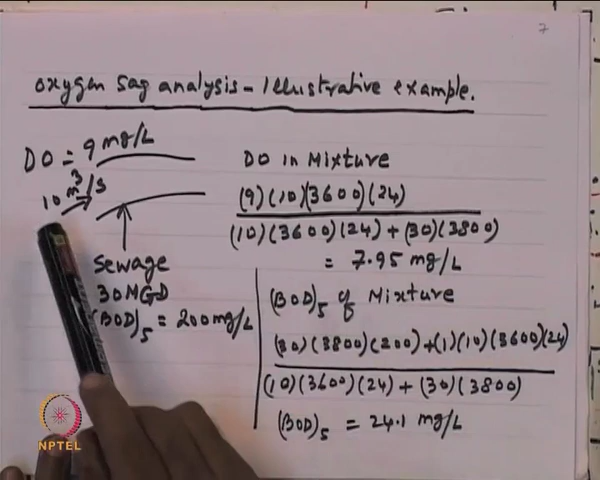 7
oxygen sag analysis - Illustrative example.
DO = 9 mg/L
10 m³/s
Sewage
30 MGD
(BOD)₅ = 200 mg/L
DO in Mixture
(9)(10)(3600)(24)
(10)(3600)(24) + (30)(3800)
= 7.95 mg/L
(BOD)₅ of Mixture
(30)(3800)(200) + (1)(10)(3600)(24)
(10)(3600)(24) + (30)(3800)
(BOD)₅ = 24.1 mg/L
NPTEL